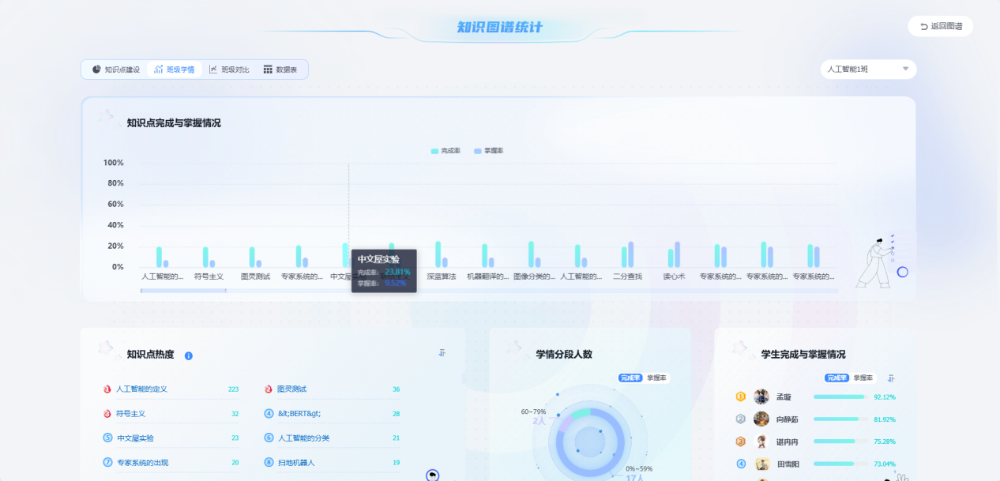 知识图谱统计
返回图谱
知识点建设 班级学情 班级对比 数据表
人工智能1班
知识点完成与掌握情况
完成率 掌握率
100%
80%
60%
40%
20%
0%
人工智能的... 符号主义 图灵测试 专家系统的... 中文屋 深蓝算法 机器翻译的... 图像分类的... 人工智能的... 二分查找 读心术 专家系统的... 专家系统的... 专家系统的...
中文屋实验
完成率: 23.81%
掌握率: 9.52%
知识点热度
学情分段人数
学生完成与掌握情况
完成率 掌握率
完成率 掌握率
人工智能的定义 223 图灵测试 36
符号主义 32 4 &lt;BERT&gt; 28
5 中文屋实验 23 6 人工智能的分类 21
7 专家系统的出现 20 8 扫地机器人 19
60~79%
2人
0%~59%
17人
1 孟璇 92.12%
2 向静茹 81.92%
3 谌冉冉 75.28%
4 田雪阳 73.04%